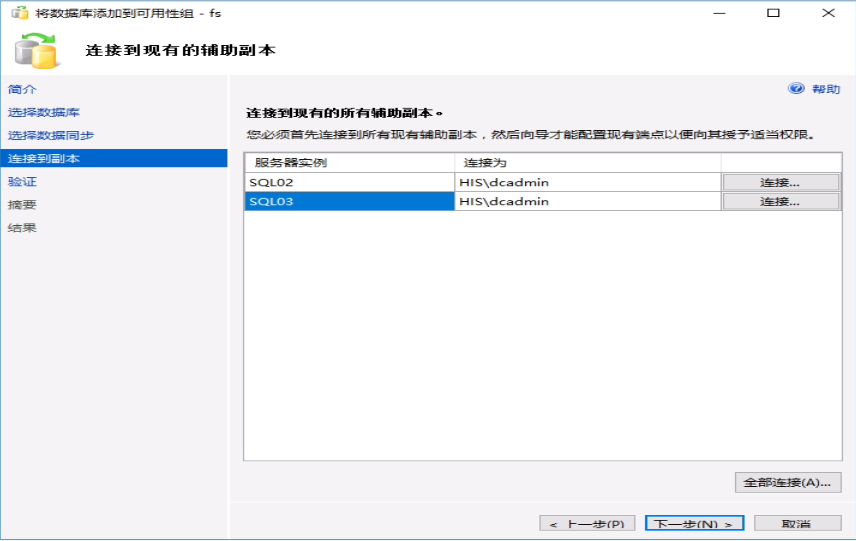 将数据库添加到可用性组 - fs
连接到现有的辅助副本
简介
选择数据库
选择数据同步
连接到副本
验证
摘要
结果
帮助
连接到现有的所有辅助副本。
您必须首先连接到所有现有辅助副本，然后向导才能配置现有端点以便向其授予适当权限。
服务器实例 连接为
SQL02 HIS\dcadmin 连接...
SQL03 HIS\dcadmin 连接...
全部连接(A)...
< 上一步(P) 下一步(N) > 取消